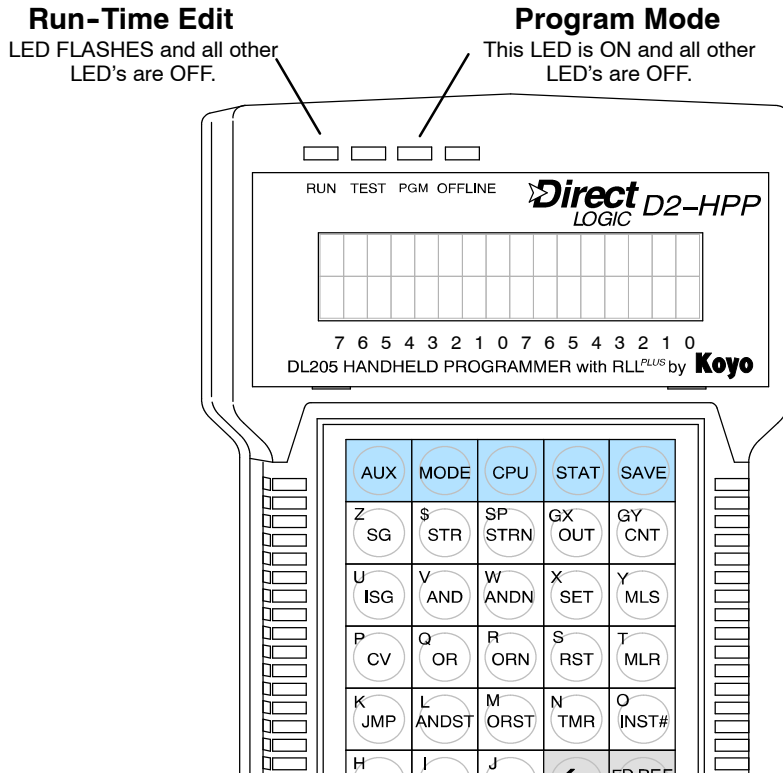 Run-Time Edit
LED FLASHES and all other
LED's are OFF.
Program Mode
This LED is ON and all other
LED's are OFF.
RUN TEST PGM OFFLINE
Direct
LOGIC
D2-HPP
7 6 5 4 3 2 1 0 7 6 5 4 3 2 1 0
DL205 HANDHELD PROGRAMMER with RLLPLUS by Koyo
AUX MODE CPU STAT SAVE
Z $ SP GX GY
SG STR STRN OUT CNT
U V W X Y
ISG AND ANDN SET MLS
P Q R S T
CV OR ORN RST MLR
K L M N O
JMP ANDST ORST TMR INST#
H I J